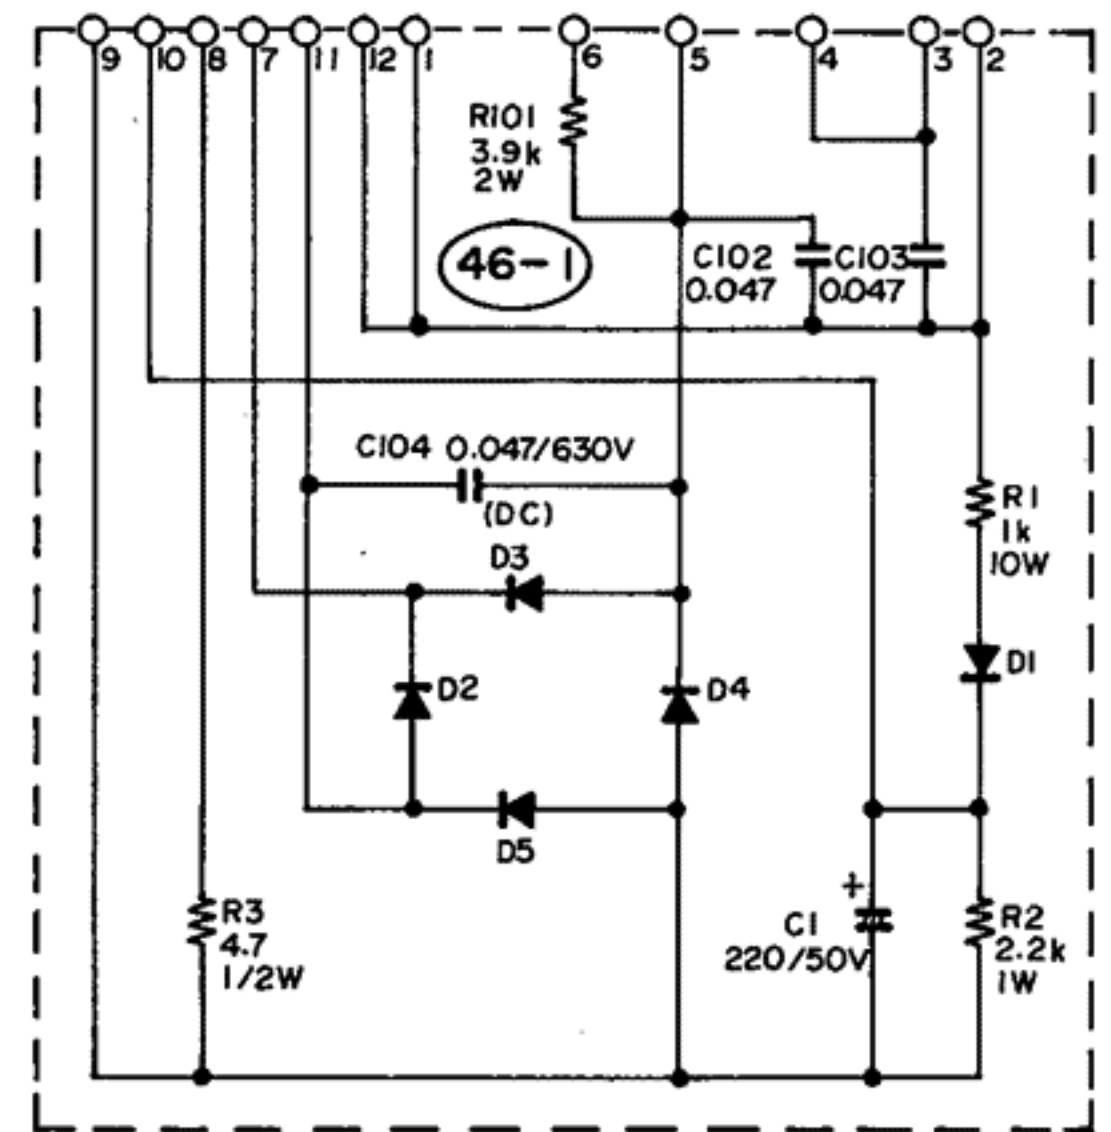 9 10 8 7 11 12 1 6 5 4 3 2
R101
3.9k
2W
46-1
C102
0.047
C103
0.047
C104 0.047/630V
(DC)
R1
1k
10W
D3
D1
D2
D4
D5
R3
4.7
1/2W
+
C1
220/50V
R2
2.2k
1W